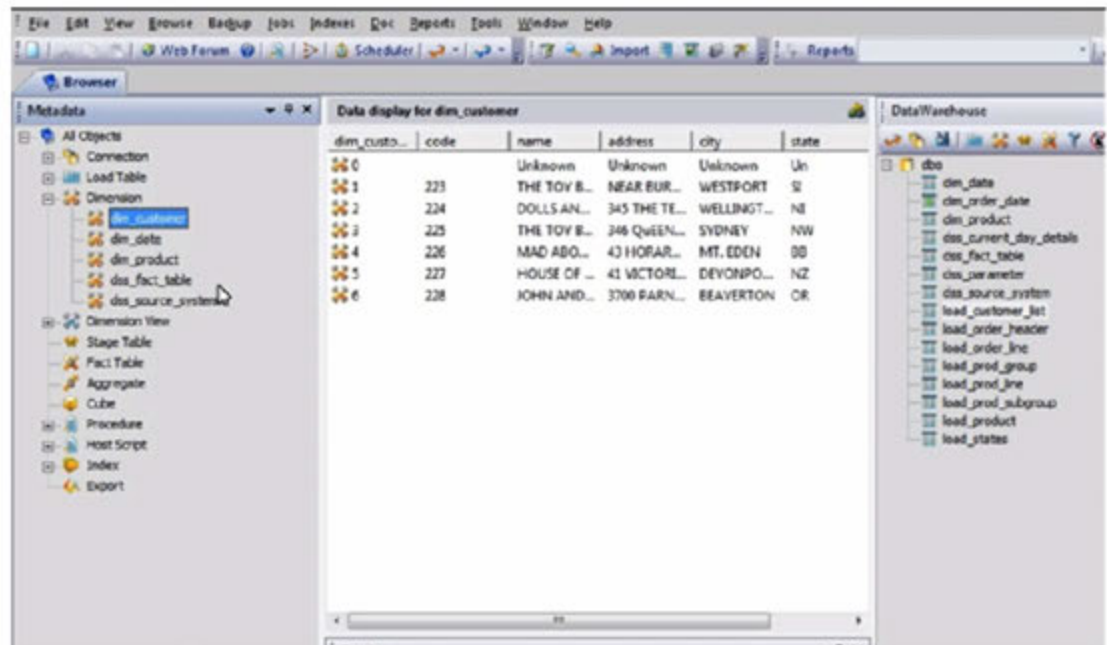 File Edit View Browse Backup Jobs Indexes Doc Reports Tools Window Help
Web Forum Scheduler Import Reports
Browser
Metadata
All Objects
Connection
Load Table
Dimension
dim_customer
dim_date
dim_product
dss_fact_table
dss_source_system
Dimension View
Stage Table
Fact Table
Aggregate
Cube
Procedure
Host Script
Index
Export
Data display for dim_customer
dim_custo... code name address city state
0 Unknown Unknown Unknown Un
1 223 THE TOY B... NEAR BUR... WESTPORT SI
2 224 DOLLS AN... 345 THE TE... WELLINGT... NI
3 225 THE TOY B... 346 QuEEN... SYDNEY NW
4 226 MAD ABO... 43 HORAR... MT. EDEN BB
5 227 HOUSE OF ... 41 VICTORI... DEVONPO... NZ
6 228 JOHN AND... 3700 FARN... BEAVERTON OR
DataWarehouse
dbo
dim_date
dim_order_date
dim_product
dss_current_day_details
dss_fact_table
dss_parameter
dss_source_system
load_customer_list
load_order_header
load_order_line
load_prod_group
load_prod_line
load_prod_subgroup
load_product
load_states